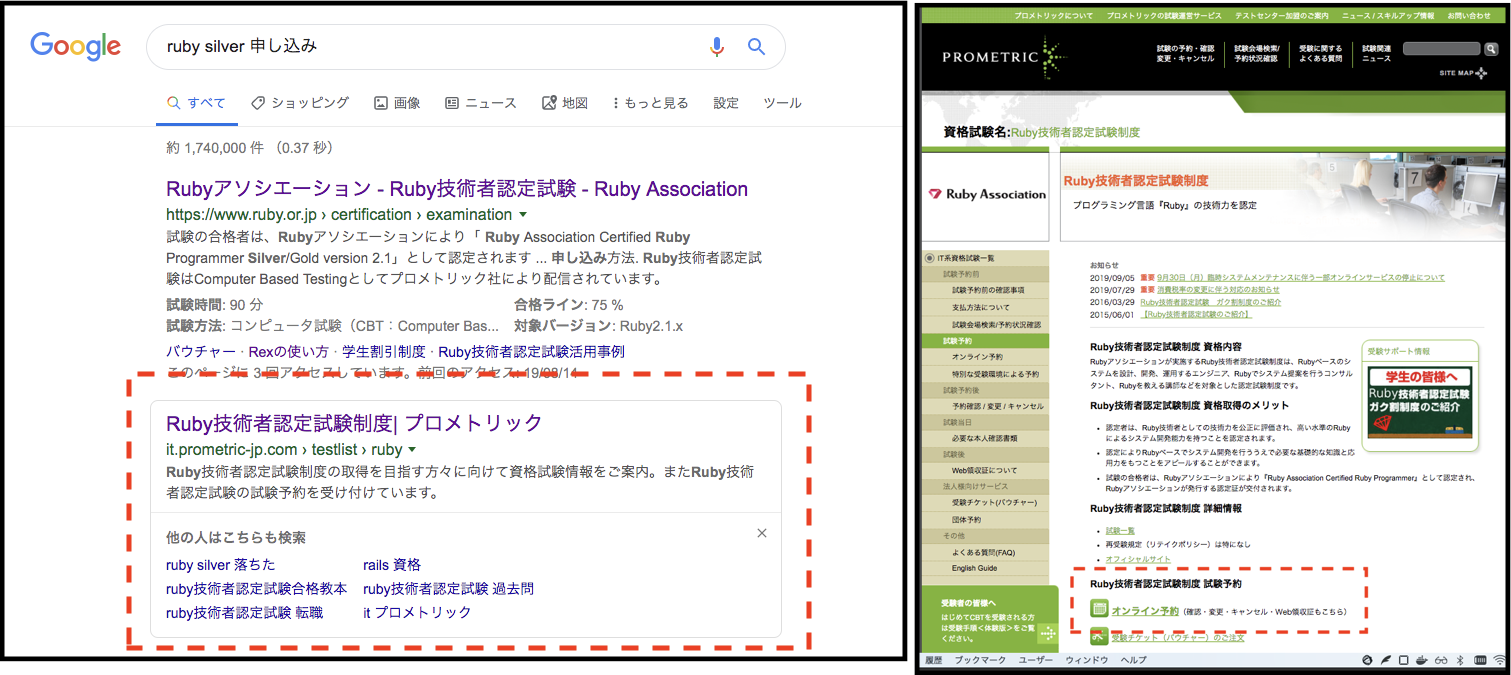 Google
ruby silver 申し込み
すべて
ショッピング
画像
ニュース
地図
もっと見る
設定
ツール
約 1,740,000 件 （0.37 秒）
Rubyアソシエーション - Ruby技術者認定試験 - Ruby Association
https://www.ruby.or.jp › certification › examination
試験の合格者は、Rubyアソシエーションにより「 Ruby Association Certified Ruby
Programmer Silver/Gold version 2.1」として認定されます ... 申し込み方法. Ruby技術者認定試
験はComputer Based Testingとしてプロメトリック社により配信されています。
試験時間: 90 分
合格ライン: 75 %
試験方法: コンピュータ試験（CBT：Computer Bas...
対象バージョン: Ruby2.1.x
バウチャー · Rexの使い方 · 学生割引制度 · Ruby技術者認定試験活用事例
このページに 3 回アクセスしています。前回のアクセス: 19/08/14
Ruby技術者認定試験制度| プロメトリック
it.prometric-jp.com › testlist › ruby
Ruby技術者認定試験制度の取得を目指す方々に向けて資格試験情報をご案内。またRuby技術
者認定試験の試験予約を受け付けています。
他の人はこちらも検索
ruby silver 落ちた
rails 資格
ruby技術者認定試験合格教本
ruby技術者認定試験 過去問
ruby技術者認定試験 転職
it プロメトリック
プロメトリックについて
プロメトリックの試験運営サービス
テストセンター加盟のご案内
ニュース / スキルアップ情報
お問い合わせ
PROMETRIC
試験の予約・確認
変更・キャンセル
試験会場検索/
予約状況確認
受験に関する
よくある質問
試験関連
ニュース
SITE MAP
資格試験名:Ruby技術者認定試験制度
Ruby Association
Ruby技術者認定試験制度
プログラミング言語『Ruby』の技術力を認定
5
7
IT系資格試験一覧
試験予約前
試験予約前の確認事項
支払方法について
試験会場検索/予約状況確認
試験予約
オンライン予約
特別な受験環境による予約
試験予約後
予約確認 / 変更 / キャンセル
試験当日
必要な本人確認書類
試験後
Web領収証について
法人様向けサービス
受験チケット(バウチャー)
団体予約
その他
よくある質問(FAQ)
English Guide
受験者の皆様へ
はじめてCBTを受験される方
は受験手順<体験版>をご覧
ください。
お知らせ
2019/09/05 重要 9月30日（月）臨時システムメンテナンスに伴う一部オンラインサービスの停止について
2019/07/29 重要 消費税率の変更に伴う対応のお知らせ
2016/03/29 Ruby技術者認定試験 ガク割制度のご紹介
2015/06/01 【Ruby技術者認定試験のご紹介】
Ruby技術者認定試験制度 資格内容
Rubyアソシエーションが実施するRuby技術者認定試験制度は、Rubyベースのシ
ステムを設計、開発、運用するエンジニア、Rubyでシステム提案を行うコンサル
タント、Rubyを教える講師などを対象とした認定試験制度です。
Ruby技術者認定試験制度 資格取得のメリット
認定者は、Ruby技術者としての技術力を公正に評価され、高い水準のRuby
によるシステム開発能力を持つことを認定されます。
認定によりRubyベースでシステム開発を行ううえで必要な基礎的な知識と応
用力をもつことをアピールすることができます。
試験の合格者は、Rubyアソシエーションにより『Ruby Association Certified Ruby Programmer』として認定され、
Rubyアソシエーションが発行する認定証が交付されます。
受験サポート情報
学生の皆様へ
Ruby技術者認定試験
ガク割制度のご紹介
Ruby技術者認定試験制度 詳細情報
試験一覧
再受験規定（リテイクポリシー）は特になし
オフィシャルサイト
Ruby技術者認定試験制度 試験予約
オンライン予約（確認・変更・キャンセル・Web領収証もこちら）
受験チケット（バウチャー）のご注文
履歴 ブックマーク ユーザー ウィンドウ ヘルプ